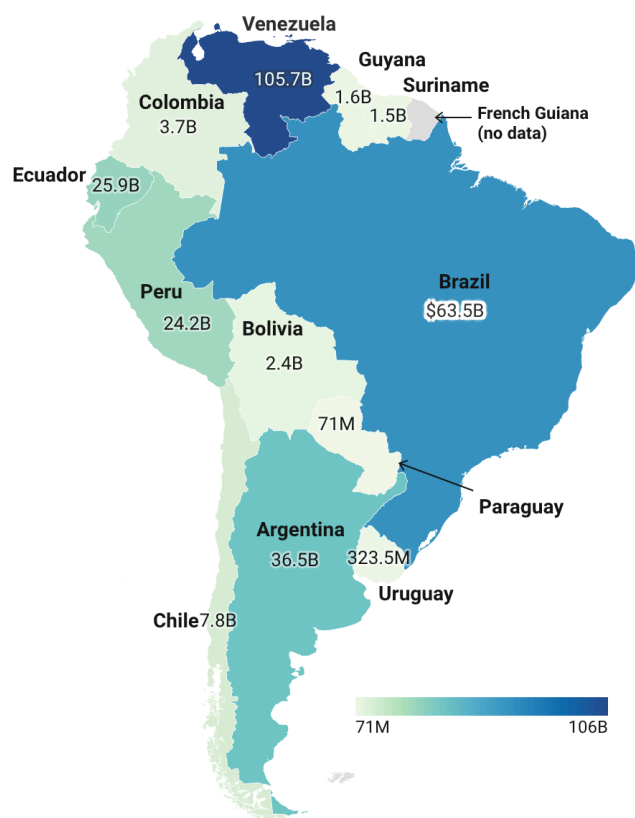 Venezuela
105.7B
Guyana
1.6B
Suriname
1.5B
French Guiana
(no data)
Colombia
3.7B
Ecuador
25.9B
Brazil
$63.5B
Peru
24.2B
Bolivia
2.4B
71M
Paraguay
Argentina
36.5B
323.5M
Uruguay
Chile
7.8B
71M
106B